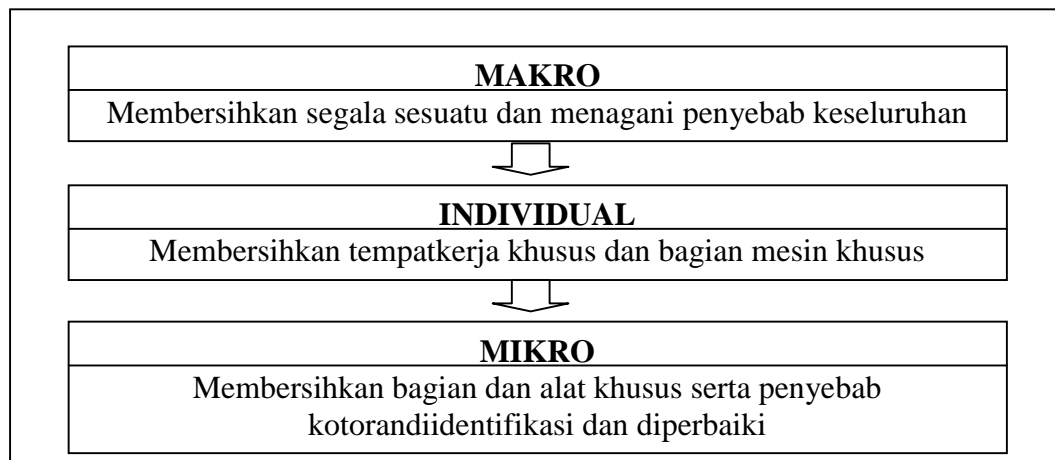 MAKRO
Membersihkan segala sesuatu dan menagani penyebab keseluruhan
INDIVIDUAL
Membersihkan tempatkerja khusus dan bagian mesin khusus
MIKRO
Membersihkan bagian dan alat khusus serta penyebab
kotorandiidentifikasi dan diperbaiki